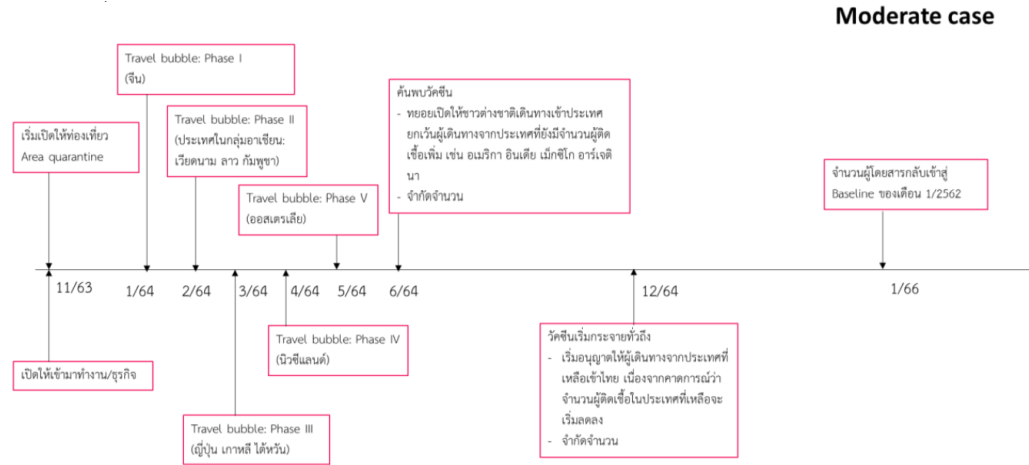 Moderate case
Travel bubble: Phase I
(จีน)
ค้นพบวัคซีน
- ทยอยเปิดให้ชาวต่างชาติเดินทางเข้าประเทศ
ยกเว้นผู้เดินทางจากประเทศที่ยังมีจำนวนผู้ติด
เชื้อเพิ่ม เช่น อเมริกา อินเดีย เม็กซิโก อาร์เจติ
นา
- จำกัดจำนวน
Travel bubble: Phase II
(ประเทศในกลุ่มอาเซียน:
เวียดนาม ลาว กัมพูชา)
เริ่มเปิดให้ท่องเที่ยว
Area quarantine
จำนวนผู้โดยสารกลับเข้าสู่
Baseline ของเดือน 1/2562
Travel bubble: Phase V
(ออสเตรเลีย)
11/63
1/64
2/64
3/64
4/64
5/64
6/64
12/64
1/66
Travel bubble: Phase IV
(นิวซีแลนด์)
วัคซีนเริ่มกระจายทั่วถึง
- เริ่มอนุญาตให้ผู้เดินทางจากประเทศที่
เหลือเข้าไทย เนื่องจากคาดการณ์ว่า
จำนวนผู้ติดเชื้อในประเทศที่เหลือจะ
เริ่มลดลง
- จำกัดจำนวน
เปิดให้เข้ามาทำงาน/ธุรกิจ
Travel bubble: Phase III
(ญี่ปุ่น เกาหลี ไต้หวัน)